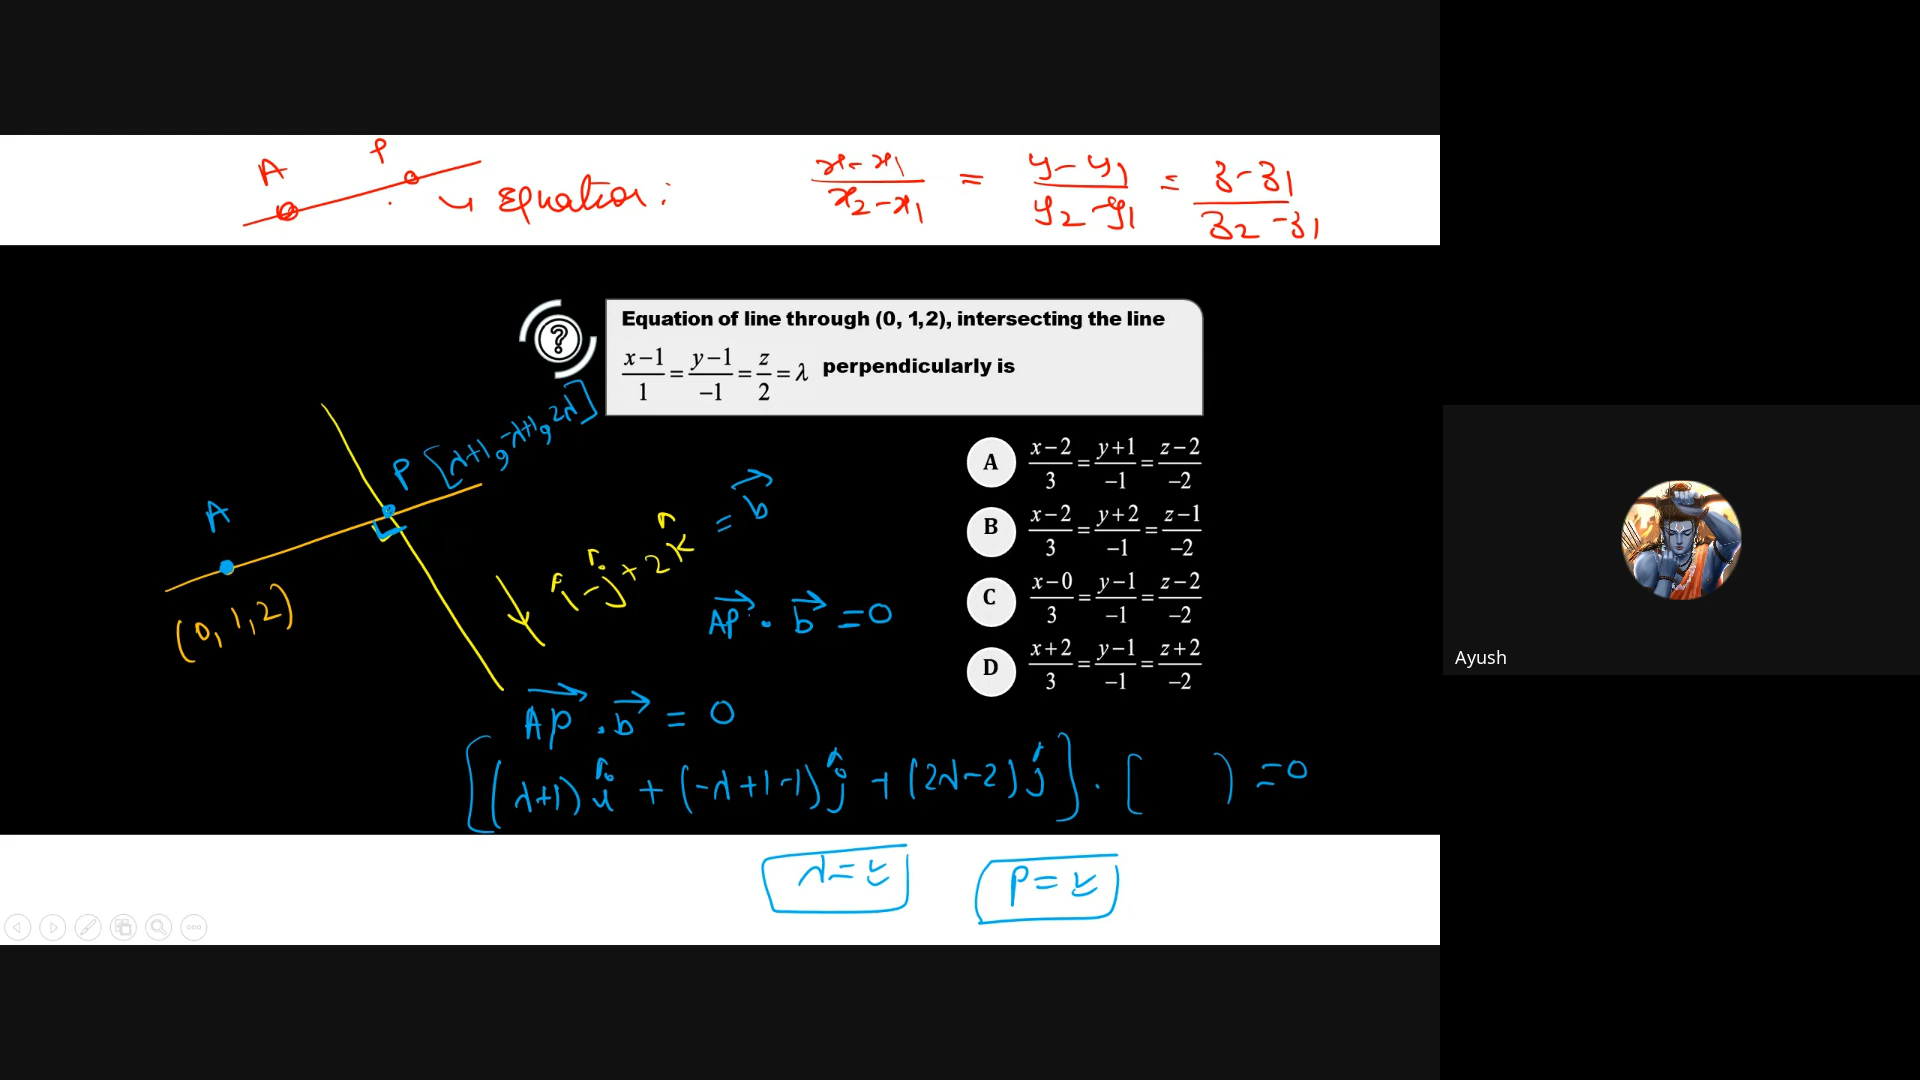 A P
↳ Equation : (x - x₁)/(x₂ - x₁) = (y - y₁)/(y₂ - y₁) = (z - z₁)/(z₂ - z₁)
?
Equation of line through (0, 1,2), intersecting the line
(x−1)/1 = (y−1)/−1 = z/2 = λ perpendicularly is
P [λ+1, -λ+1, 2λ]
A
(0, 1, 2)
î - ĵ + 2k̂ = b⃗
AP⃗ . b⃗ = 0
A (x−2)/3 = (y+1)/−1 = (z−2)/−2
B (x−2)/3 = (y+2)/−1 = (z−1)/−2
C (x−0)/3 = (y−1)/−1 = (z−2)/−2
D (x+2)/3 = (y−1)/−1 = (z+2)/−2
AP⃗ . b⃗ = 0
[(λ+1) î + (-λ+1-1) ĵ + (2λ-2) ĵ] . [ ) = 0
λ =
P =
Ayush